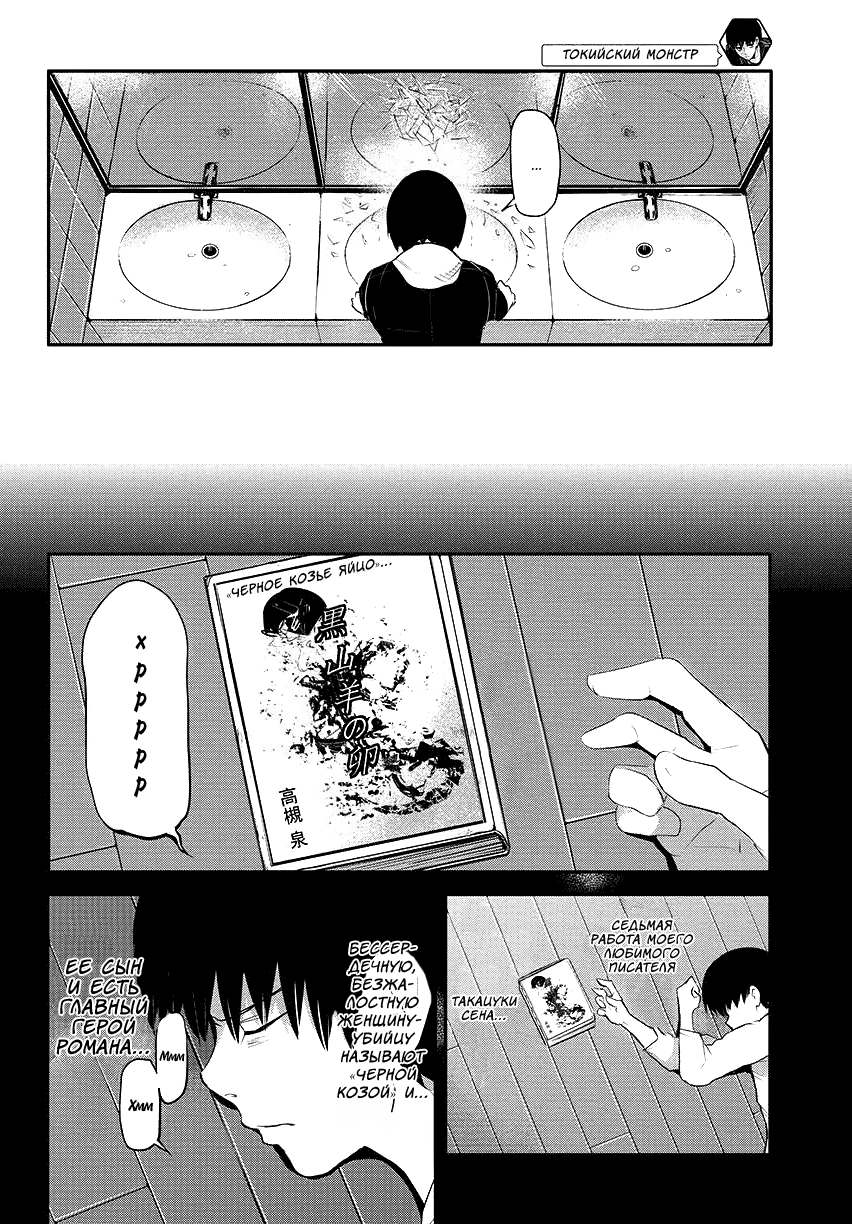 ТОКИЙСКИЙ МОНСТР
...
«ЧЕРНОЕ КОЗЬЕ ЯЙЦО»...
黒山羊の卵
高槻 泉
ХРРРРРР
СЕДЬМАЯ
РАБОТА МОЕГО
ЛЮБИМОГО
ПИСАТЕЛЯ
ТАКАЦУКИ
СЕНА...
БЕССЕР-
ДЕЧНУЮ,
БЕЗЖА-
ЛОСТНУЮ
ЖЕНЩИНУ-
УБИЙЦУ
НАЗЫВАЮТ
«ЧЕРНОЙ
КОЗОЙ» И...
ЕЕ СЫН
И ЕСТЬ
ГЛАВНЫЙ
ГЕРОЙ
РОМАНА...
МММ
ХММ